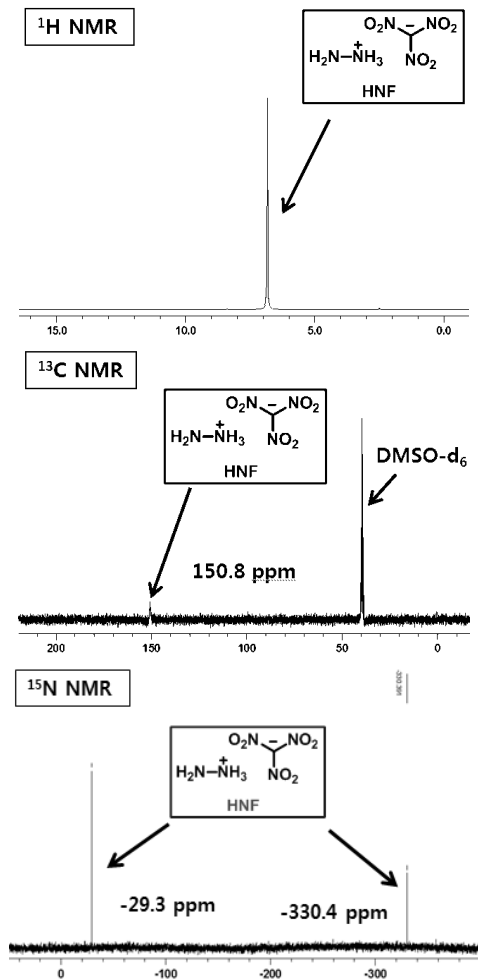 ¹H NMR
O₂N − NO₂
H₂N−NH₃ +
NO₂
HNF
15.0 10.0 5.0 0.0
¹³C NMR
O₂N − NO₂
H₂N−NH₃ +
NO₂
HNF
DMSO-d₆
150.8 ppm
200 150 100 50 0
¹⁵N NMR
-330.391
O₂N − NO₂
H₂N−NH₃ +
NO₂
HNF
-29.3 ppm
-330.4 ppm
0 -100 -200 -300